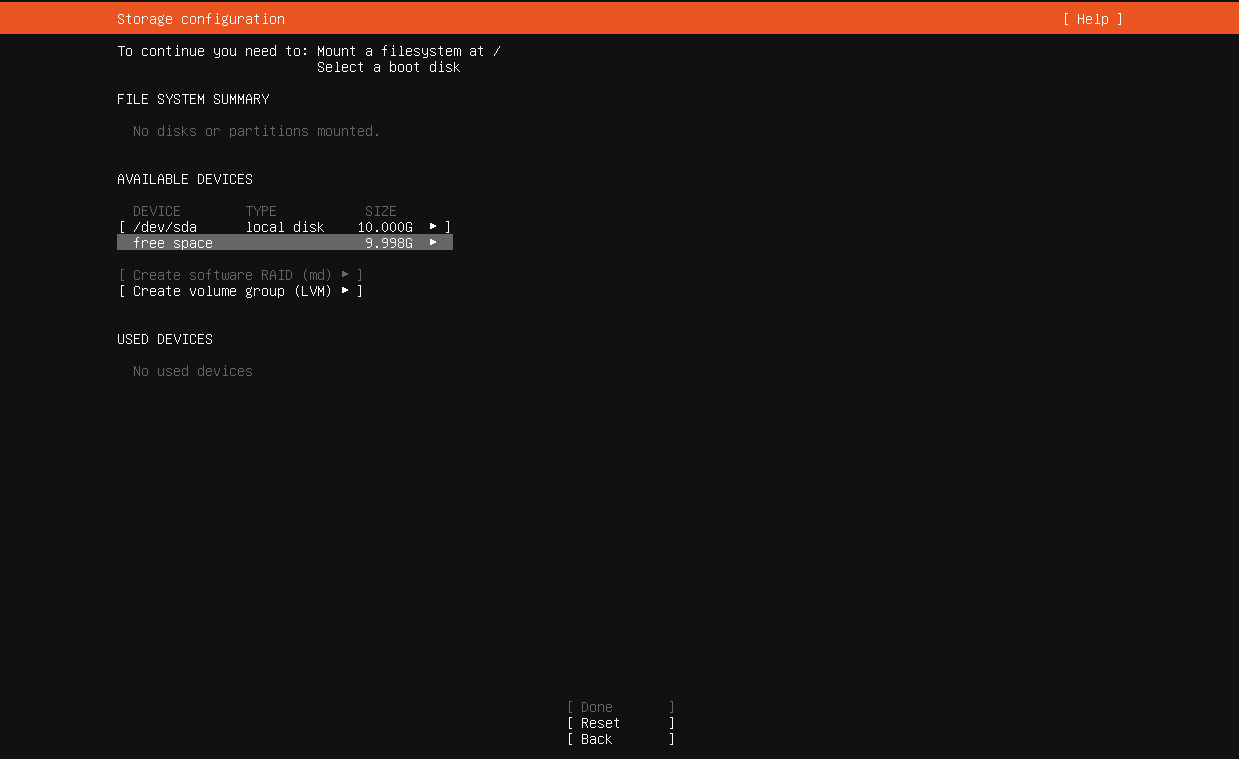 Storage configuration [ Help ]
To continue you need to: Mount a filesystem at /
Select a boot disk
FILE SYSTEM SUMMARY
No disks or partitions mounted.
AVAILABLE DEVICES
DEVICE TYPE SIZE
[ /dev/sda local disk 10.000G ▸ ]
free space 9.998G ▸
[ Create software RAID (md) ▸ ]
[ Create volume group (LVM) ▸ ]
USED DEVICES
No used devices
[ Done ]
[ Reset ]
[ Back ]